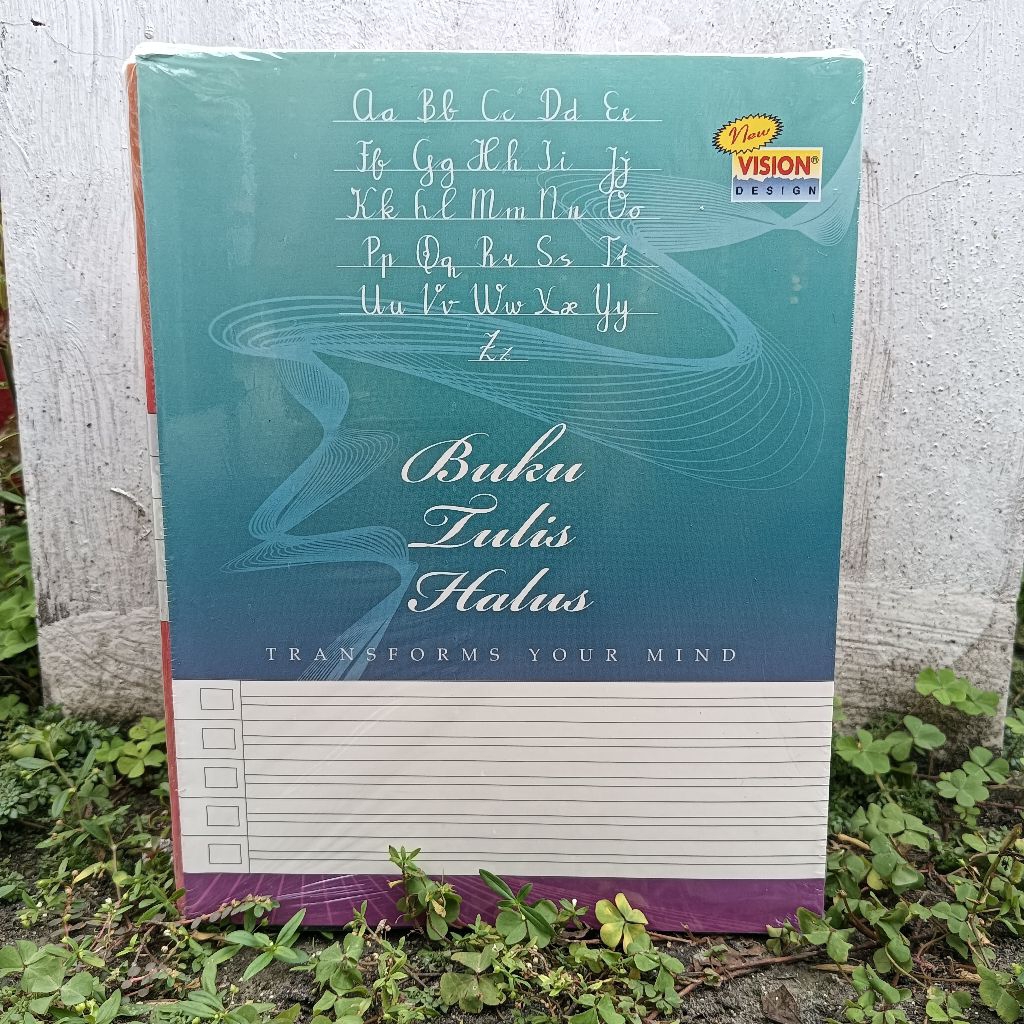 Aa Bb Cc Dd Ee
Ff Gg Hh Ii Jj
Kk Ll Mm Nn Oo
Pp Qq Rr Ss Tt
Uu Vv Ww Xx Yy
Zz
New
VISION®
DESIGN
Buku
Tulis
Halus
TRANSFORMS YOUR MIND